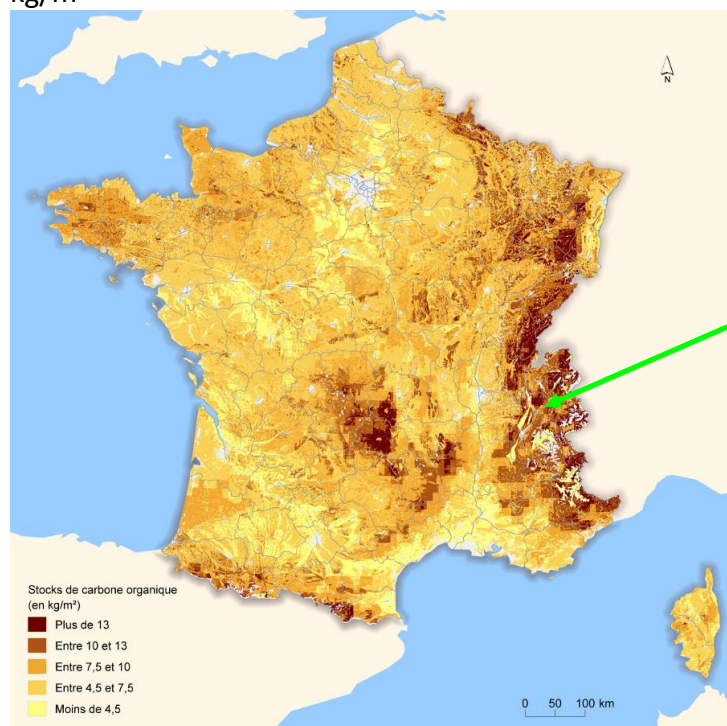 kg/m
N
Stocks de carbone organique
(en kg/m²)
Plus de 13
Entre 10 et 13
Entre 7,5 et 10
Entre 4,5 et 7,5
Moins de 4,5
0 50 100 km